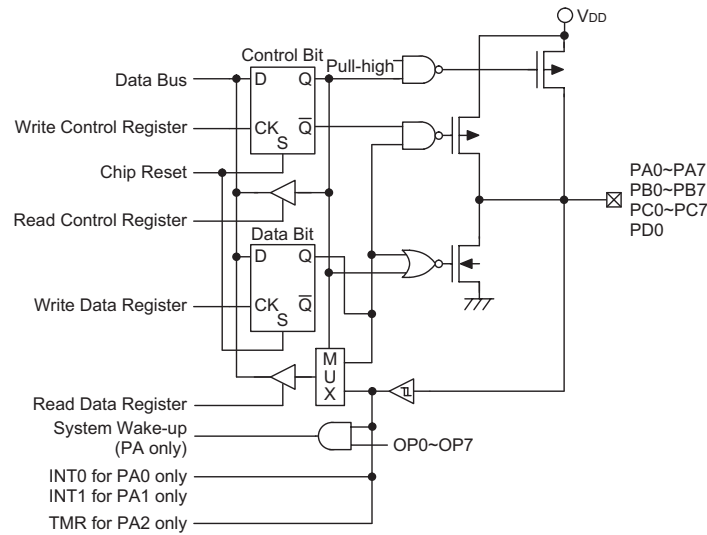 VDD
Control Bit
Pull-high
Data Bus
D
Q
Write Control Register
CK
Q
S
Chip Reset
Read Control Register
Data Bit
D
Q
Write Data Register
CK
Q
S
M
U
X
Read Data Register
System Wake-up
(PA only)
OP0~OP7
INT0 for PA0 only
INT1 for PA1 only
TMR for PA2 only
PA0~PA7
PB0~PB7
PC0~PC7
PD0